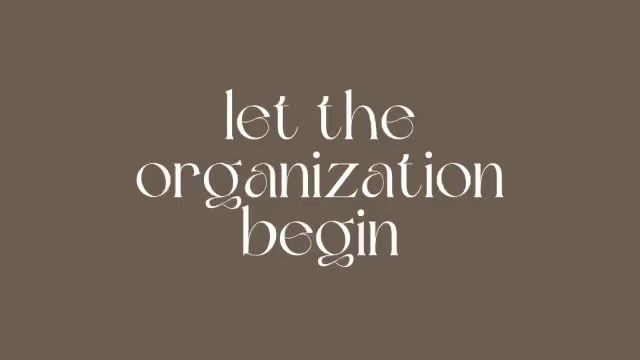 let the
organization
begin